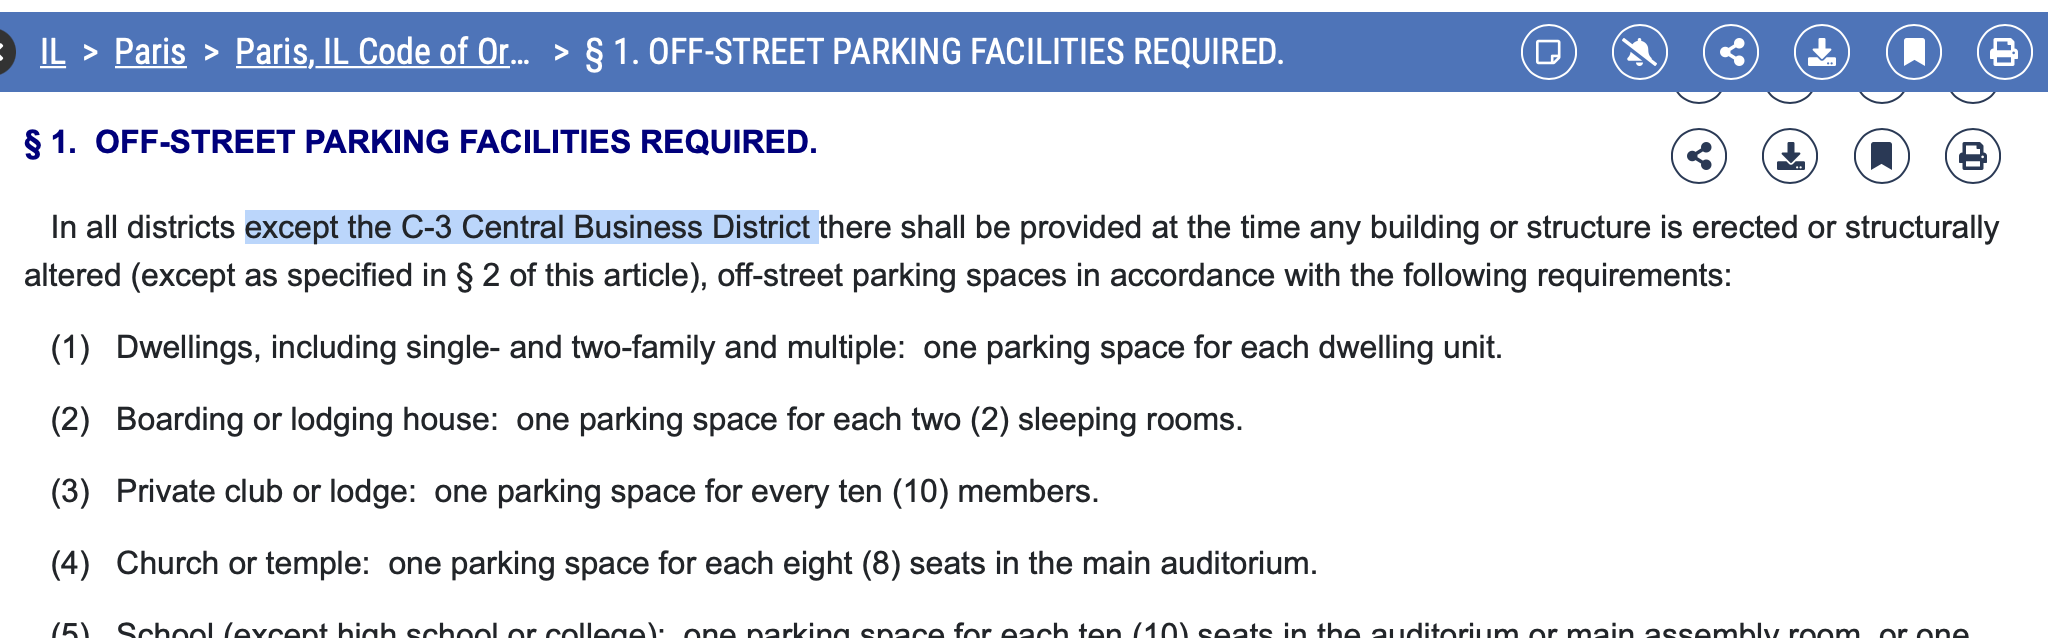 IL > Paris > Paris, IL Code of Or... > § 1. OFF-STREET PARKING FACILITIES REQUIRED.
§ 1. OFF-STREET PARKING FACILITIES REQUIRED.
In all districts except the C-3 Central Business District there shall be provided at the time any building or structure is erected or structurally
altered (except as specified in § 2 of this article), off-street parking spaces in accordance with the following requirements:
(1) Dwellings, including single- and two-family and multiple: one parking space for each dwelling unit.
(2) Boarding or lodging house: one parking space for each two (2) sleeping rooms.
(3) Private club or lodge: one parking space for every ten (10) members.
(4) Church or temple: one parking space for each eight (8) seats in the main auditorium.
(5) School (except high school or college): one parking space for each ten (10) seats in the auditorium or main assembly room, or one